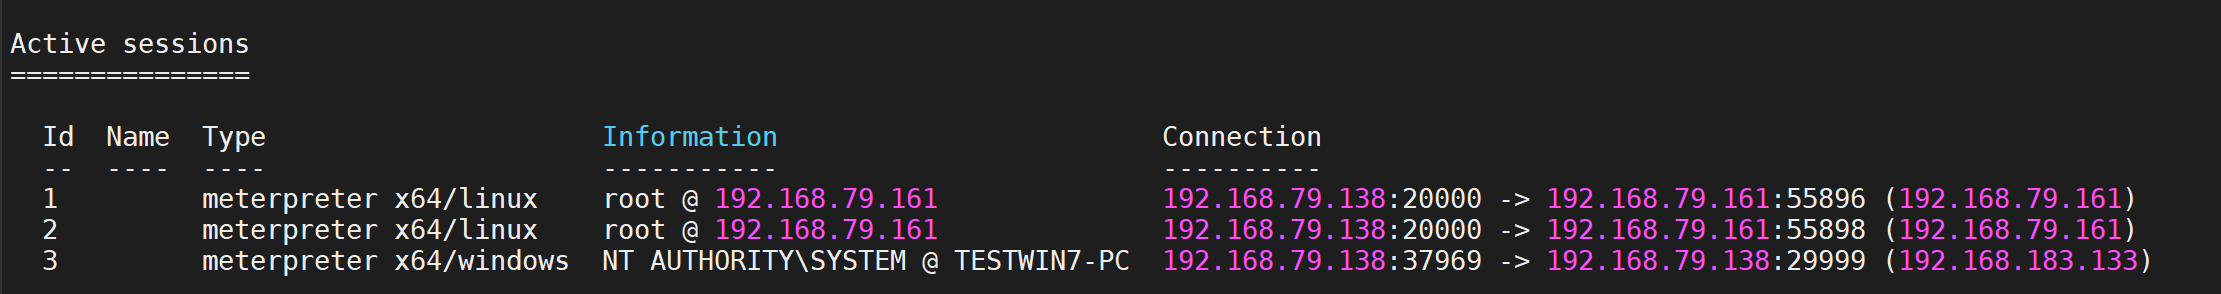 Active sessions
===============
Id  Name  Type                     Information                        Connection
--  ----  ----                     -----------                        ----------
1         meterpreter x64/linux    root @ 192.168.79.161              192.168.79.138:20000 -> 192.168.79.161:55896 (192.168.79.161)
2         meterpreter x64/linux    root @ 192.168.79.161              192.168.79.138:20000 -> 192.168.79.161:55898 (192.168.79.161)
3         meterpreter x64/windows  NT AUTHORITY\SYSTEM @ TESTWIN7-PC  192.168.79.138:37969 -> 192.168.79.138:29999 (192.168.183.133)